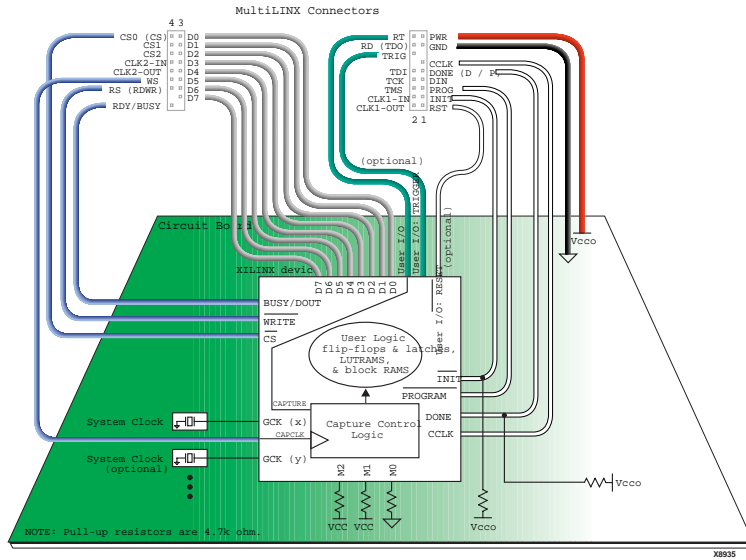 MultiLINX Connectors
4 3
CS0 (CS)
CS1
CS2
CLK2-IN
CLK2-OUT
WS
RS (RDWR)
RDY/BUSY
D0
D1
D2
D3
D4
D5
D6
D7
RT
RD (TDO)
TRIG
TDI
TCK
TMS
CLK1-IN
CLK1-OUT
PWR
GND
CCLK
DONE (D / P)
DIN
PROG
INIT
RST
2 1
(optional)
User I/O
User I/O: TRIGGER
(optional)
User I/O: RESET
Vcco
Circuit Board
XILINX device
D7
D6
D5
D4
D3
D2
D1
D0
BUSY/DOUT
WRITE
CS
User Logic
flip-flops & latches,
LUTRAMS,
& block RAMS
INIT
PROGRAM
CAPTURE
DONE
CCLK
System Clock
GCK (x)
CAPCLK
Capture Control
Logic
System Clock
(optional)
GCK (y)
M2
M1
M0
VCC
VCC
Vcco
Vcco
NOTE: Pull-up resistors are 4.7k ohm.
X8935